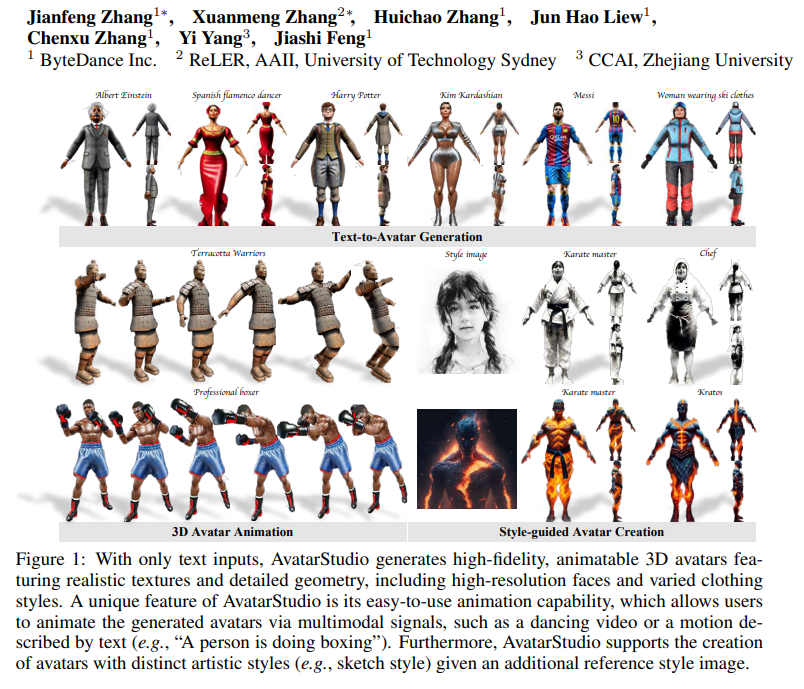 Jianfeng Zhang1*, Xuanmeng Zhang2*, Huichao Zhang1, Jun Hao Liew1,
Chenxu Zhang1, Yi Yang3, Jiashi Feng1
1 ByteDance Inc. 2 ReLER, AAII, University of Technology Sydney 3 CCAI, Zhejiang University
Albert Einstein Spanish flamenco dancer Harry Potter Kim Kardashian Messi Woman wearing ski clothes
10
Text-to-Avatar Generation
Terracotta Warriors Style image Karate master Chef
Professional boxer Karate master Kratos
3D Avatar Animation Style-guided Avatar Creation
Figure 1: With only text inputs, AvatarStudio generates high-fidelity, animatable 3D avatars fea-
turing realistic textures and detailed geometry, including high-resolution faces and varied clothing
styles. A unique feature of AvatarStudio is its easy-to-use animation capability, which allows users
to animate the generated avatars via multimodal signals, such as a dancing video or a motion de-
scribed by text (e.g., “A person is doing boxing”). Furthermore, AvatarStudio supports the creation
of avatars with distinct artistic styles (e.g., sketch style) given an additional reference style image.